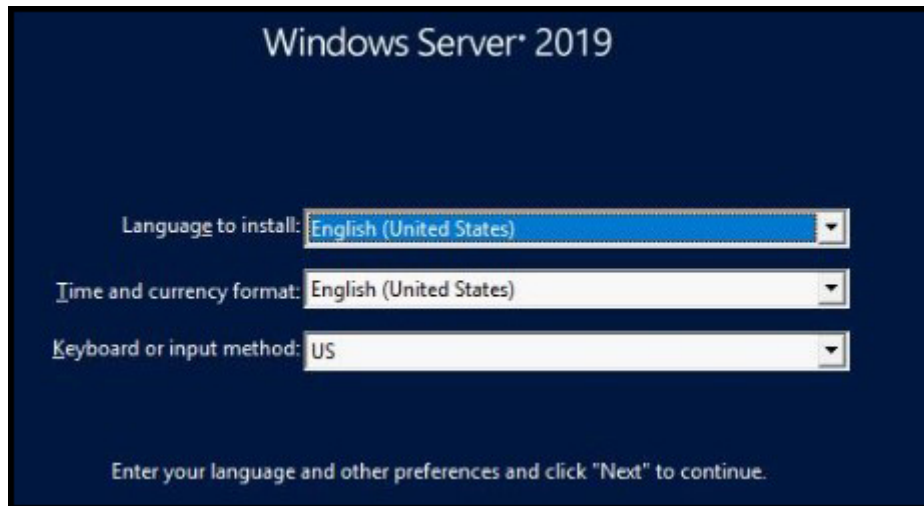 Windows Server® 2019
Language to install: English (United States)
Time and currency format: English (United States)
Keyboard or input method: US
Enter your language and other preferences and click "Next" to continue.